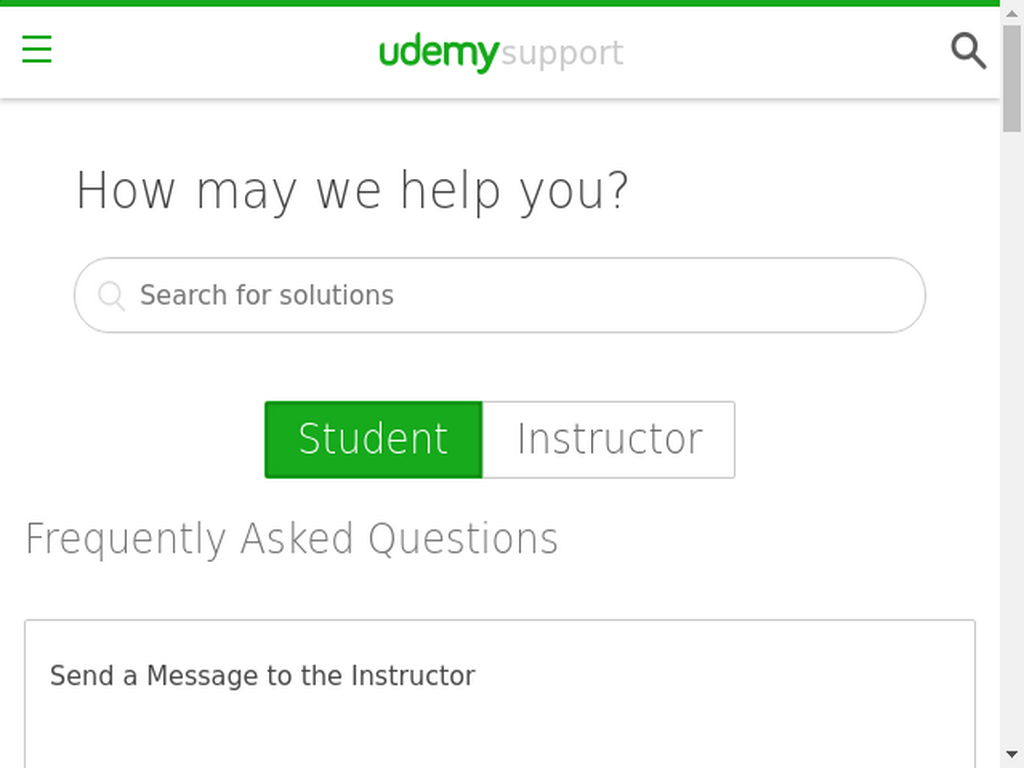 udemysupport
How may we help you?
Search for solutions
Student
Instructor
Frequently Asked Questions
Send a Message to the Instructor